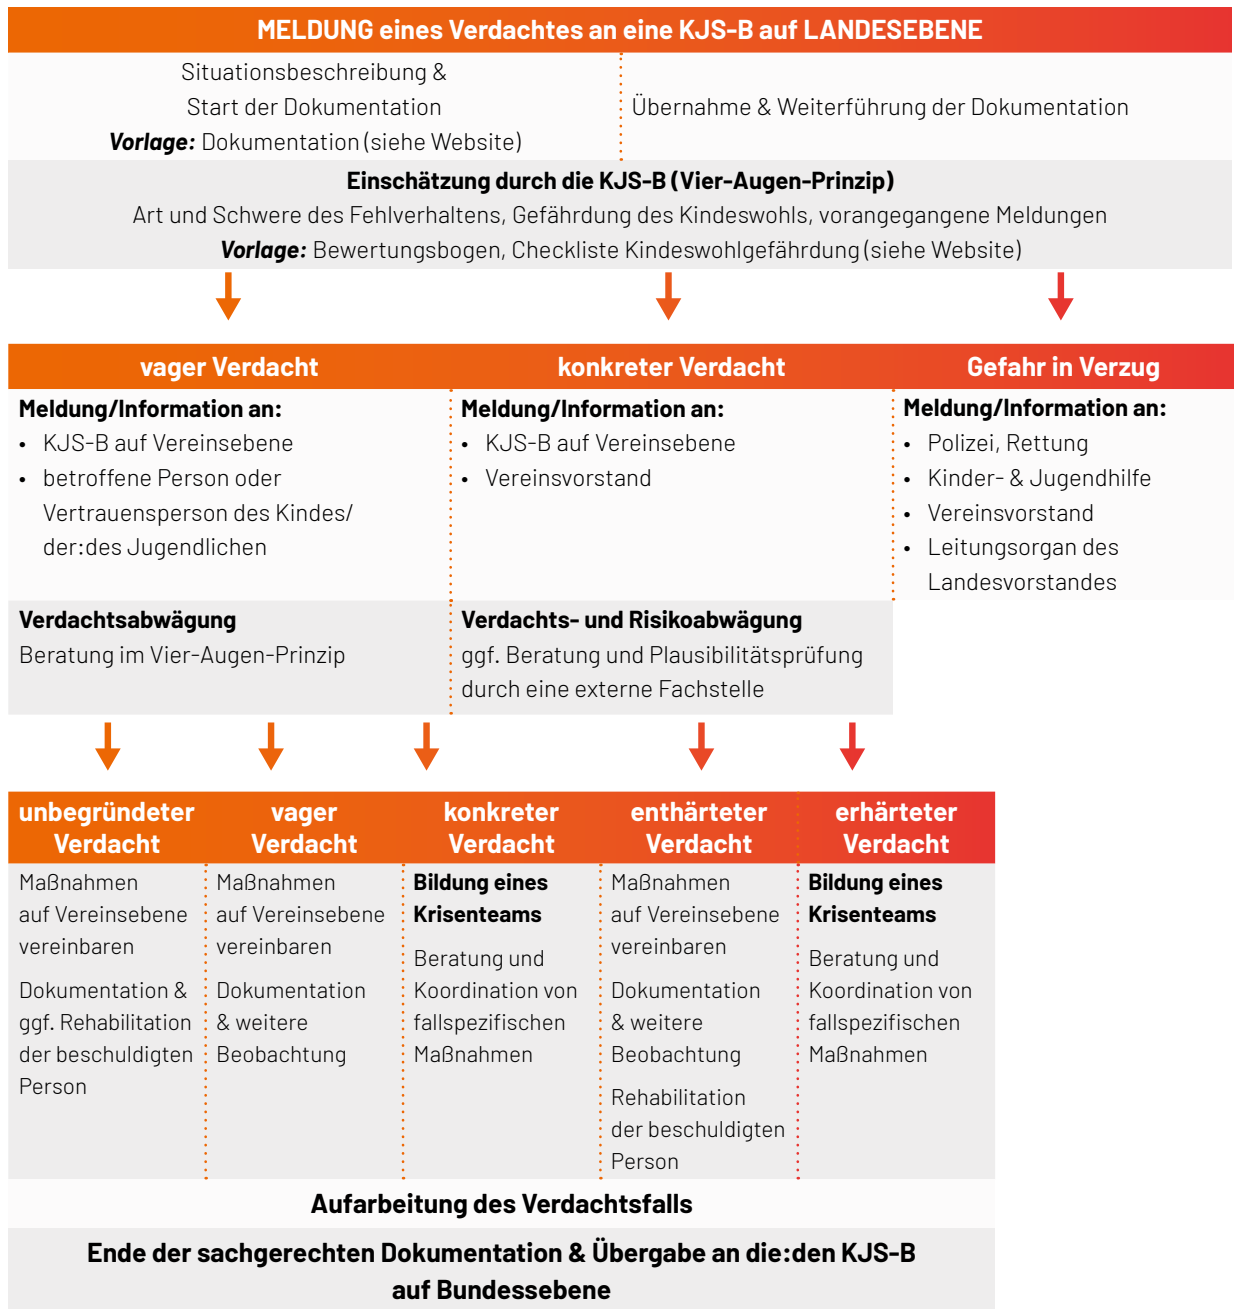 MELDUNG eines Verdachtes an eine KJS-B auf LANDESEBENE
Situationsbeschreibung &
Start der Dokumentation
Vorlage: Dokumentation (siehe Website)
Übernahme & Weiterführung der Dokumentation
Einschätzung durch die KJS-B (Vier-Augen-Prinzip)
Art und Schwere des Fehlverhaltens, Gefährdung des Kindeswohls, vorangegangene Meldungen
Vorlage: Bewertungsbogen, Checkliste Kindeswohlgefährdung (siehe Website)
vager Verdacht
Meldung/Information an:
• KJS-B auf Vereinsebene
• betroffene Person oder
Vertrauensperson des Kindes/
der:des Jugendlichen
Verdachtsabwägung
Beratung im Vier-Augen-Prinzip
konkreter Verdacht
Meldung/Information an:
• KJS-B auf Vereinsebene
• Vereinsvorstand
Verdachts- und Risikoabwägung
ggf. Beratung und Plausibilitätsprüfung
durch eine externe Fachstelle
Gefahr in Verzug
Meldung/Information an:
• Polizei, Rettung
• Kinder- & Jugendhilfe
• Vereinsvorstand
• Leitungsorgan des
Landesvorstandes
unbegründeter
Verdacht
Maßnahmen
auf Vereinsebene
vereinbaren
Dokumentation &
ggf. Rehabilitation
der beschuldigten
Person
vager
Verdacht
Maßnahmen
auf Vereinsebene
vereinbaren
Dokumentation
& weitere
Beobachtung
konkreter
Verdacht
Bildung eines
Krisenteams
Beratung und
Koordination von
fallspezifischen
Maßnahmen
enthärteter
Verdacht
Maßnahmen
auf Vereinsebene
vereinbaren
Dokumentation
& weitere
Beobachtung
Rehabilitation
der beschuldigten
Person
erhärteter
Verdacht
Bildung eines
Krisenteams
Beratung und
Koordination von
fallspezifischen
Maßnahmen
Aufarbeitung des Verdachtsfalls
Ende der sachgerechten Dokumentation & Übergabe an die:den KJS-B
auf Bundessebene